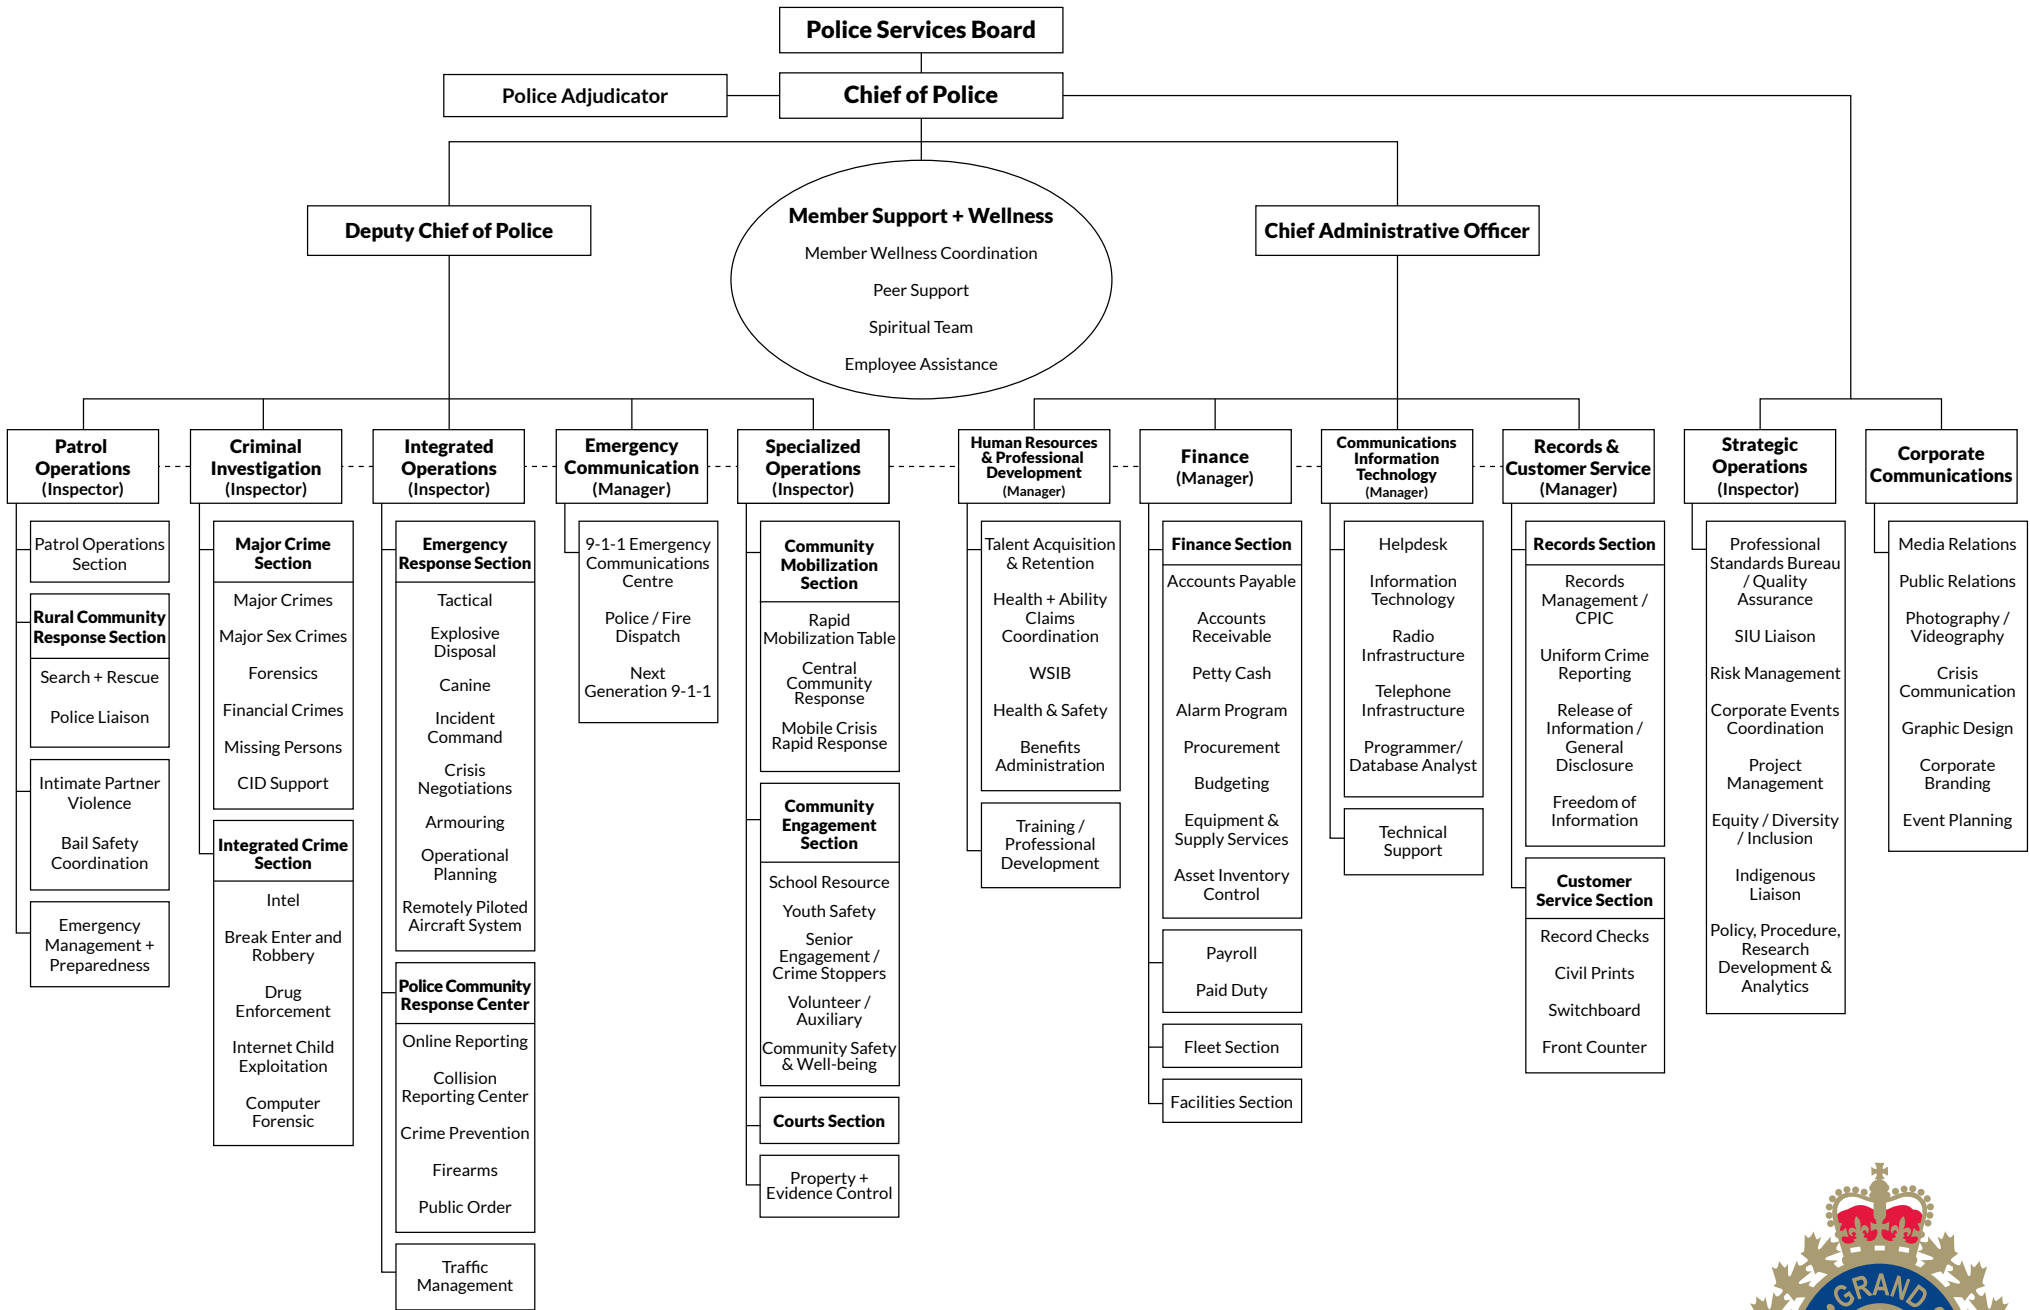 Police Services Board
Police Adjudicator
Chief of Police
Deputy Chief of Police
Member Support + Wellness
Member Wellness Coordination
Peer Support
Spiritual Team
Employee Assistance
Chief Administrative Officer
Patrol
Operations
(Inspector)
Patrol Operations
Section
Rural Community
Response Section
Search + Rescue
Police Liaison
Intimate Partner
Violence
Bail Safety
Coordination
Emergency
Management +
Preparedness
Criminal
Investigation
(Inspector)
Major Crime
Section
Major Crimes
Major Sex Crimes
Forensics
Financial Crimes
Missing Persons
CID Support
Integrated Crime
Section
Intel
Break Enter and
Robbery
Drug
Enforcement
Internet Child
Exploitation
Computer
Forensic
Integrated
Operations
(Inspector)
Emergency
Response Section
Tactical
Explosive
Disposal
Canine
Incident
Command
Crisis
Negotiations
Armouring
Operational
Planning
Remotely Piloted
Aircraft System
Police Community
Response Center
Online Reporting
Collision
Reporting Center
Crime Prevention
Firearms
Public Order
Traffic
Management
Emergency
Communication
(Manager)
9-1-1 Emergency
Communications
Centre
Police / Fire
Dispatch
Next
Generation 9-1-1
Specialized
Operations
(Inspector)
Community
Mobilization
Section
Rapid
Mobilization Table
Central
Community
Response
Mobile Crisis
Rapid Response
Community
Engagement
Section
School Resource
Youth Safety
Senior
Engagement /
Crime Stoppers
Volunteer /
Auxiliary
Community Safety
& Well-being
Courts Section
Property +
Evidence Control
Human Resources
& Professional
Development
(Manager)
Talent Acquisition
& Retention
Health + Ability
Claims
Coordination
WSIB
Health & Safety
Benefits
Administration
Training /
Professional
Development
Finance
(Manager)
Finance Section
Accounts Payable
Accounts
Receivable
Petty Cash
Alarm Program
Procurement
Budgeting
Equipment &
Supply Services
Asset Inventory
Control
Payroll
Paid Duty
Fleet Section
Facilities Section
Communications
Information
Technology
(Manager)
Helpdesk
Information
Technology
Radio
Infrastructure
Telephone
Infrastructure
Programmer/
Database Analyst
Technical
Support
Records &
Customer Service
(Manager)
Records Section
Records
Management /
CPIC
Uniform Crime
Reporting
Release of
Information /
General
Disclosure
Freedom of
Information
Customer
Service Section
Record Checks
Civil Prints
Switchboard
Front Counter
Strategic
Operations
(Inspector)
Professional
Standards Bureau
/ Quality
Assurance
SIU Liaison
Risk Management
Corporate Events
Coordination
Project
Management
Equity / Diversity
/ Inclusion
Indigenous
Liaison
Policy, Procedure,
Research
Development &
Analytics
Corporate
Communications
Media Relations
Public Relations
Photography /
Videography
Crisis
Communication
Graphic Design
Corporate
Branding
Event Planning
GRAND